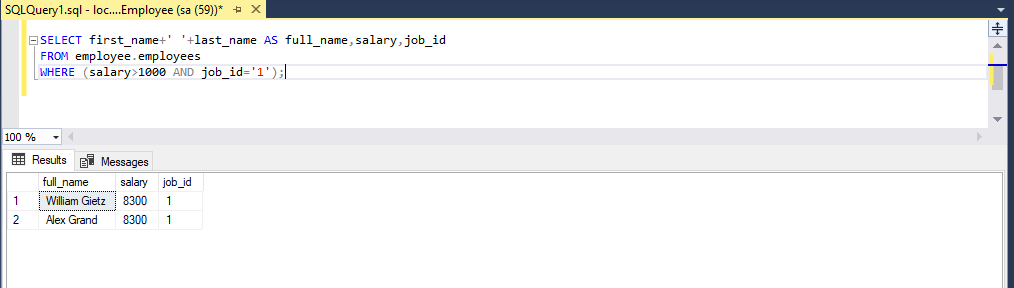 SQLQuery1.sql - loc....Employee (sa (59))*
SELECT first_name+' '+last_name AS full_name,salary,job_id
FROM employee.employees
WHERE (salary>1000 AND job_id='1');
100 %
Results Messages
full_name salary job_id
1 William Gietz 8300 1
2 Alex Grand 8300 1